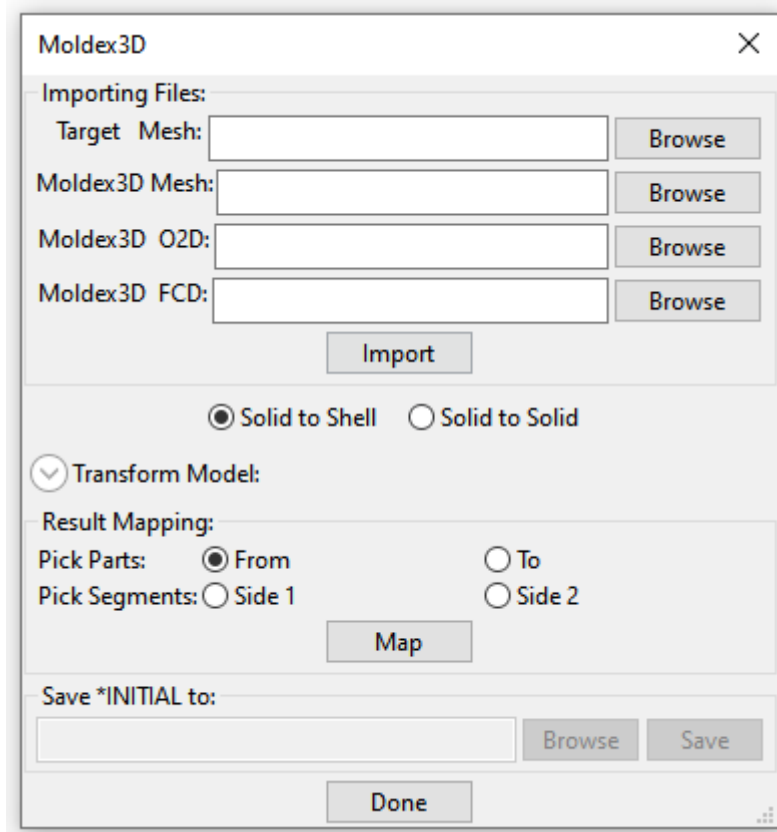 Moldex3D
Importing Files:
Target Mesh: Browse
Moldex3D Mesh: Browse
Moldex3D O2D: Browse
Moldex3D FCD: Browse
Import
Solid to Shell Solid to Solid
Transform Model:
Result Mapping:
Pick Parts: From To
Pick Segments: Side 1 Side 2
Map
Save *INITIAL to:
Browse Save
Done